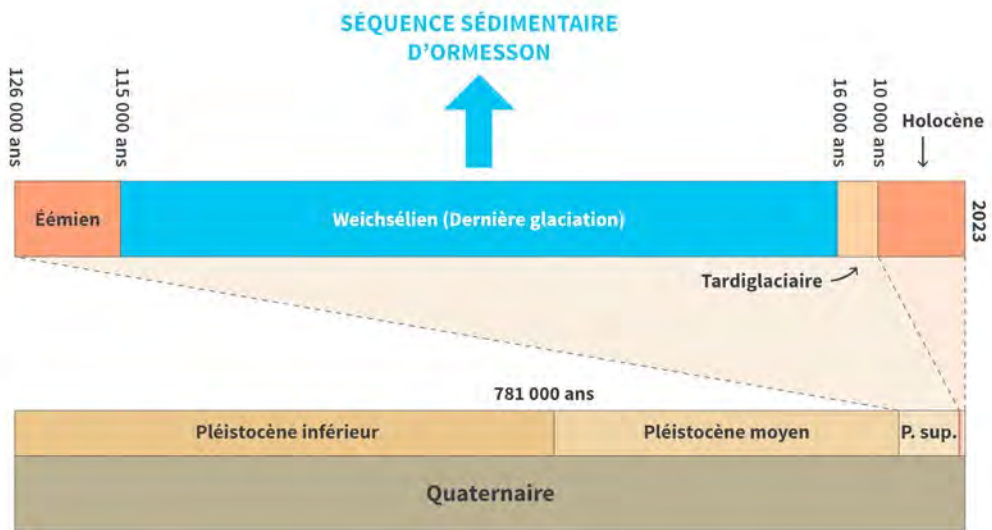 SÉQUENCE SÉDIMENTAIRE
D'ORMESSON
126 000 ans
115 000 ans
16 000 ans
10 000 ans
Holocène
Éémien
Weichsélien (Dernière glaciation)
2023
Tardiglaciaire
781 000 ans
Pléistocène inférieur
Pléistocène moyen
P. sup.
Quaternaire